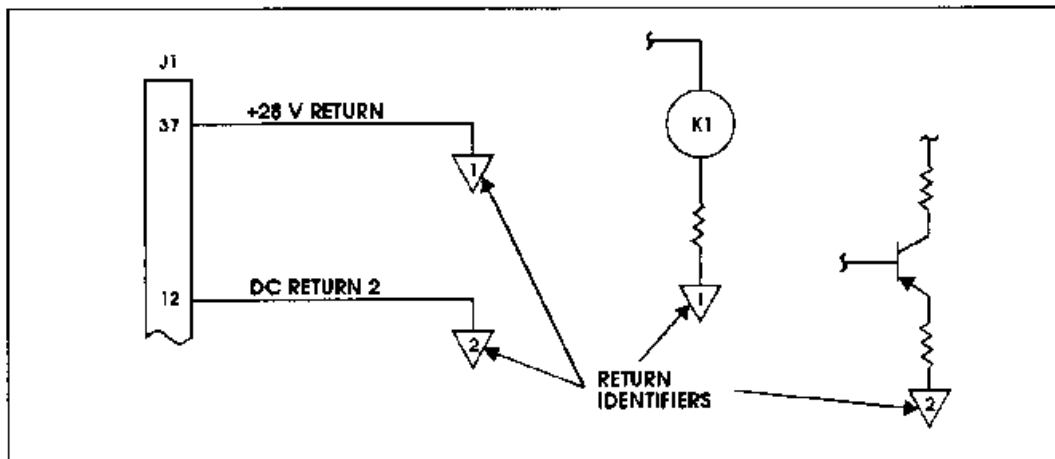 J1
37
+28 V RETURN
1
12
DC RETURN 2
2
K1
1
2
RETURN
IDENTIFIERS